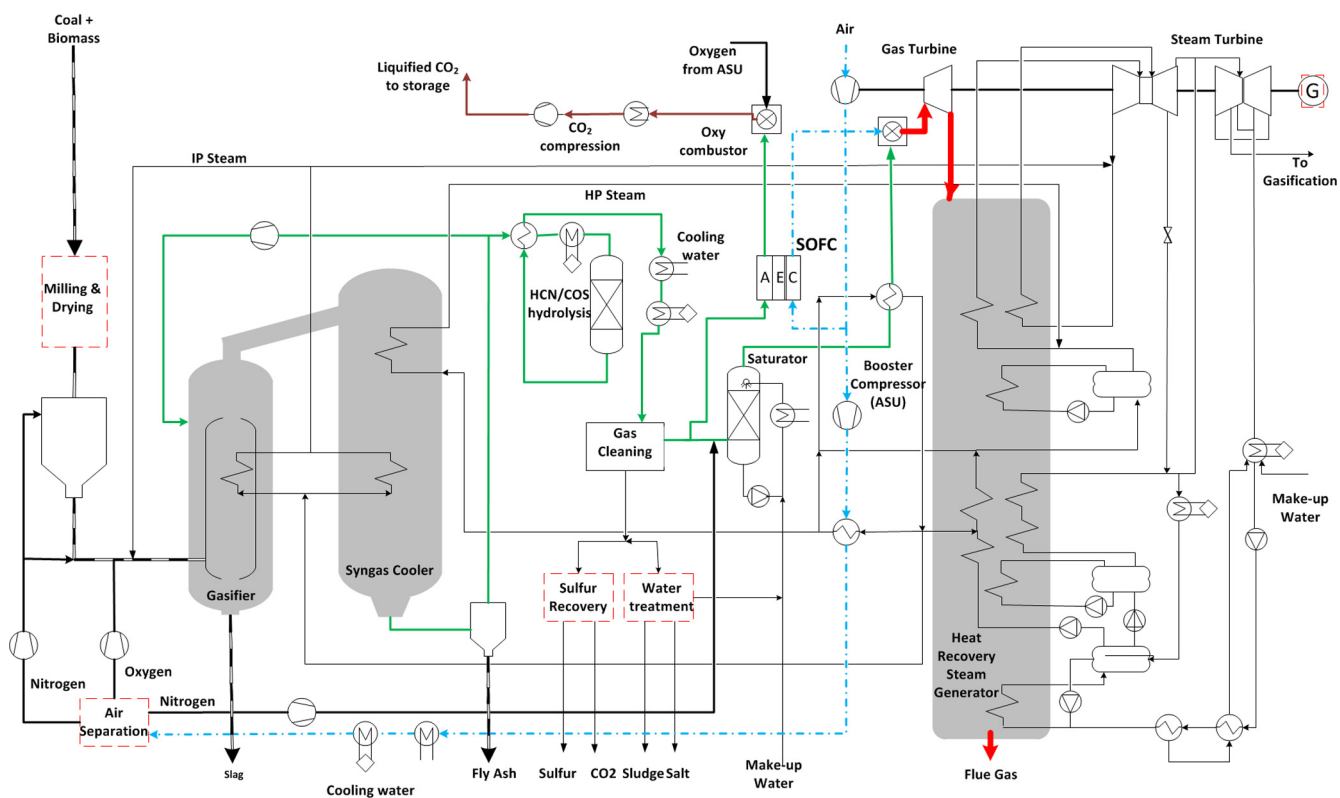 Coal +
Biomass
Air
Gas Turbine
Steam Turbine
Oxygen
from ASU
Liquified CO₂
to storage
G
CO₂
compression
Oxy
combustor
IP Steam
To
Gasification
HP Steam
Cooling
water
SOFC
Milling &
Drying
M
HCN/COS
hydrolysis
A E C
Saturator
Booster
Compressor
(ASU)
Gas
Cleaning
Make-up
Water
Syngas Cooler
Gasifier
Sulfur
Recovery
Water
treatment
Heat
Recovery
Steam
Generator
Oxygen
Nitrogen
Nitrogen
Air
Separation
M
M
Slag
Fly Ash
Sulfur
CO2
Sludge
Salt
Make-up
Water
Flue Gas
Cooling water